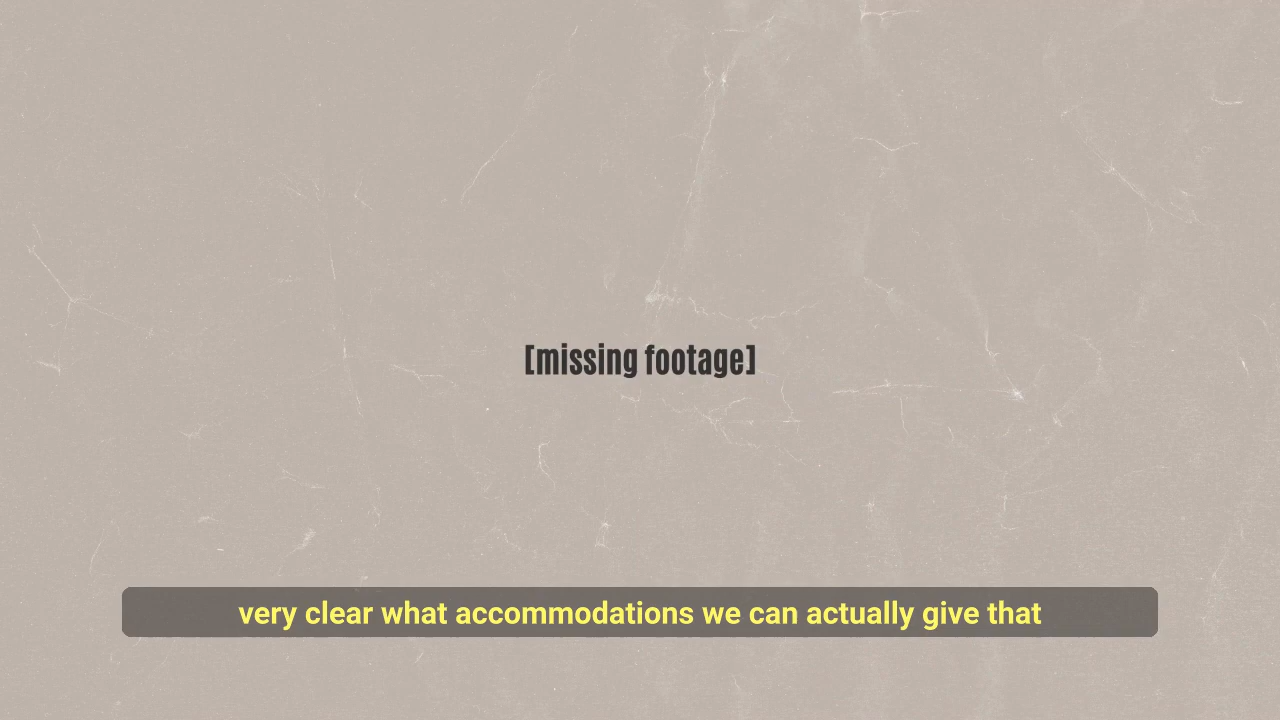 [missing footage]
very clear what accommodations we can actually give that